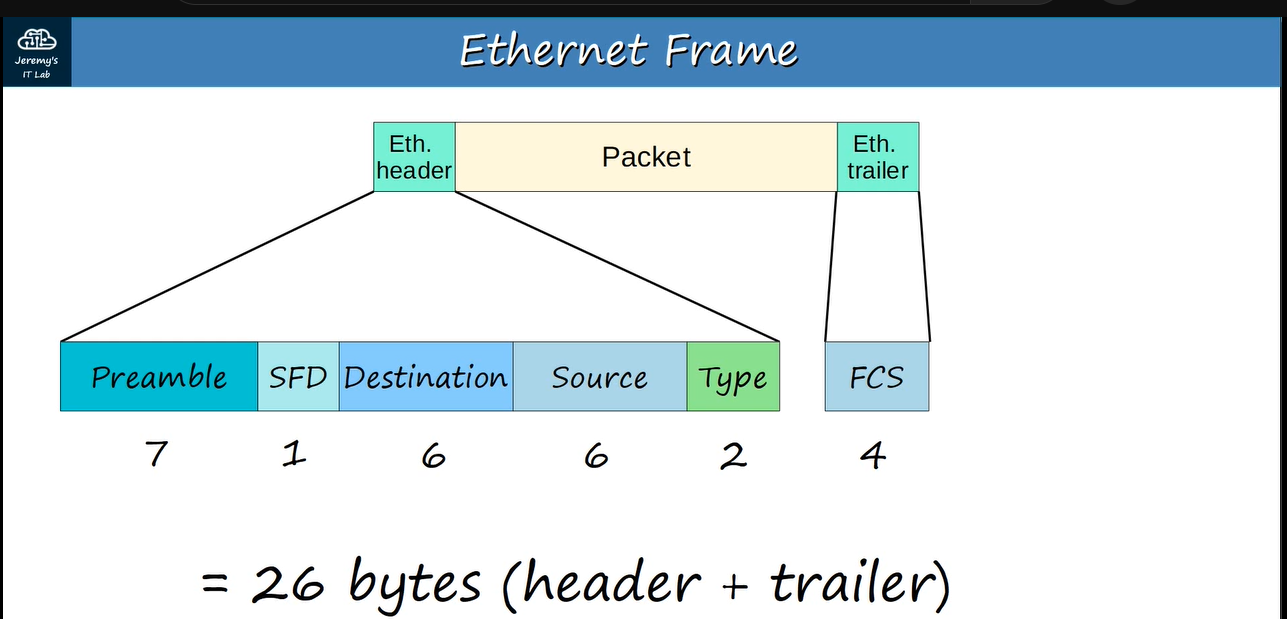 Jeremy's
IT Lab
Ethernet Frame
Eth.
header
Packet
Eth.
trailer
Preamble SFD Destination Source Type FCS
7 1 6 6 2 4
= 26 bytes (header + trailer)